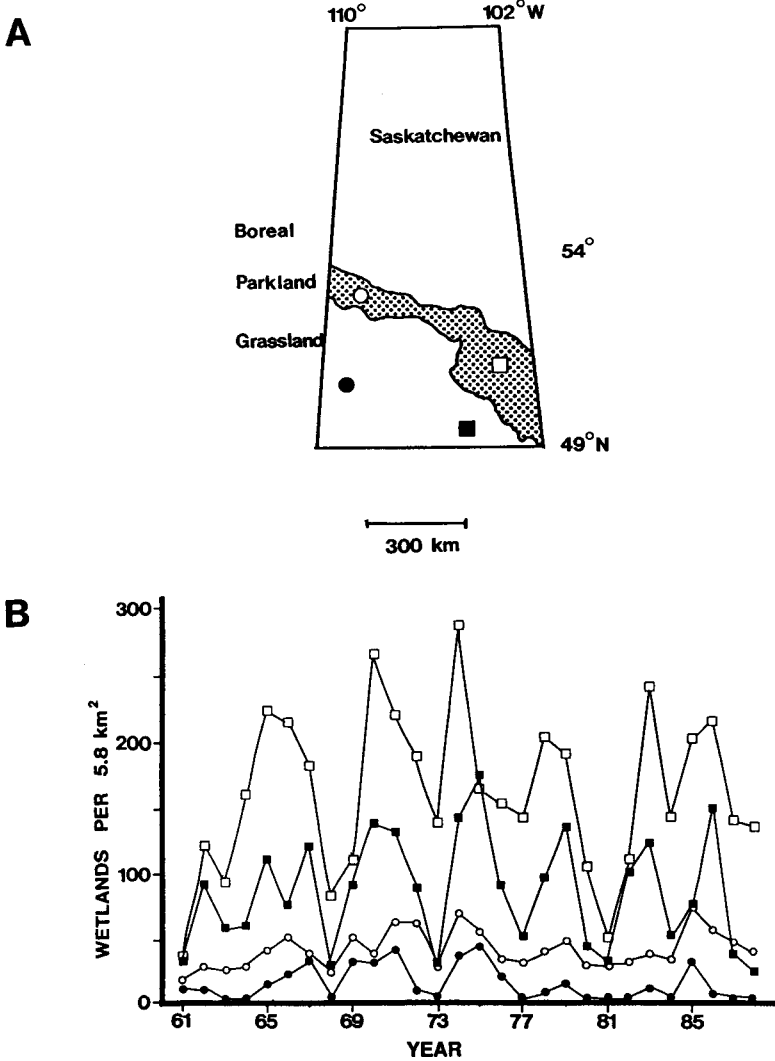 A
110° 102°W
Saskatchewan
Boreal
54°
Parkland
Grassland
49°N
300 km
B
300
200
100
0
WETLANDS PER 5.8 km²
61 65 69 73 77 81 85
YEAR